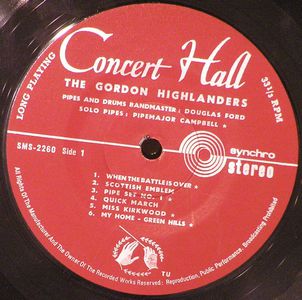 LONG PLAYING
Concert Hall
33 1/3 RPM
THE GORDON HIGHLANDERS
PIPES AND DRUMS BANDMASTER: DOUGLAS FORD
SOLO PIPES: PIPEMAJOR CAMPBELL *
SMS-2260 Side 1
synchro
stereo
1. WHEN THE BATTLE IS OVER *
2. SCOTTISH EMBLEM
3. PIPE SET NO. 1 *
4. QUICK MARCH
5. MISS KIRKWOOD *
6. MY HOME - GREEN HILLS *
TU
All Rights Of The Manufacturer And The Owner Of The Recorded Works Reserved: Reproduction, Public Performance, Broadcasting Prohibited